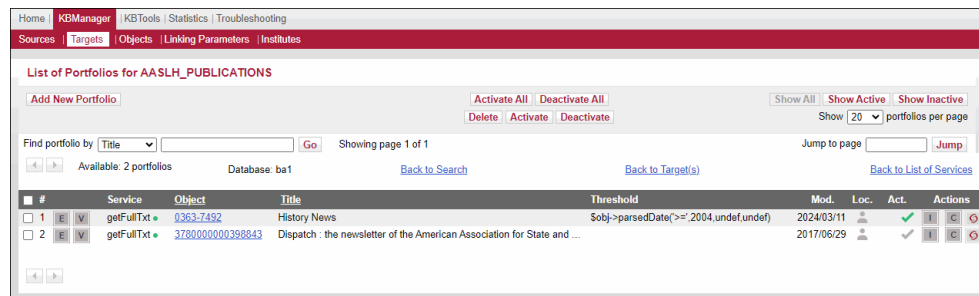 Home | KBManager | KBTools | Statistics | Troubleshooting
Sources | Targets | Objects | Linking Parameters | Institutes
List of Portfolios for AASLH_PUBLICATIONS
Add New Portfolio Activate All Deactivate All Show All Show Active Show Inactive
Delete Activate Deactivate Show 20 portfolios per page
Find portfolio by Title Go Showing page 1 of 1 Jump to page Jump
Available: 2 portfolios Database: ba1 Back to Search Back to Target(s) Back to List of Services
# Service Object Title Threshold Mod. Loc. Act. Actions
1 E V getFullTxt 0363-7492 History News $obj->parsedDate('>=',2004,undef,undef) 2024/03/11 I C
2 E V getFullTxt 3780000000398843 Dispatch : the newsletter of the American Association for State and ... 2017/06/29 I C